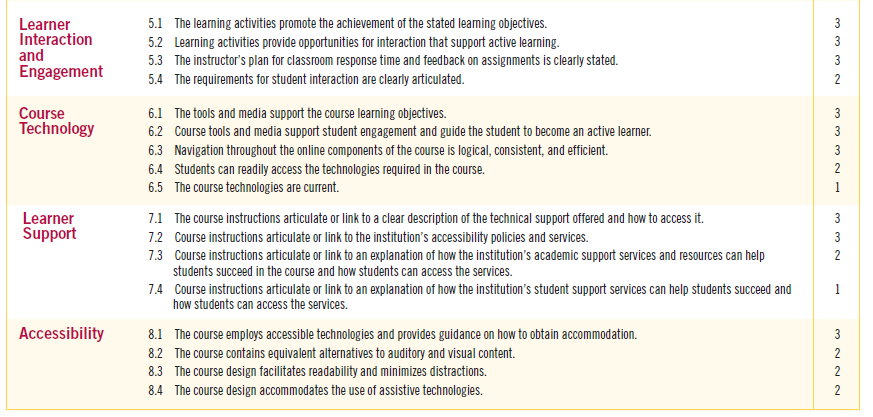 Learner
Interaction
and
Engagement
5.1 The learning activities promote the achievement of the stated learning objectives. 3
5.2 Learning activities provide opportunities for interaction that support active learning. 3
5.3 The instructor's plan for classroom response time and feedback on assignments is clearly stated. 3
5.4 The requirements for student interaction are clearly articulated. 2
Course
Technology
6.1 The tools and media support the course learning objectives. 3
6.2 Course tools and media support student engagement and guide the student to become an active learner. 3
6.3 Navigation throughout the online components of the course is logical, consistent, and efficient. 3
6.4 Students can readily access the technologies required in the course. 2
6.5 The course technologies are current. 1
Learner
Support
7.1 The course instructions articulate or link to a clear description of the technical support offered and how to access it. 3
7.2 Course instructions articulate or link to the institution's accessibility policies and services. 3
7.3 Course instructions articulate or link to an explanation of how the institution's academic support services and resources can help 2
students succeed in the course and how students can access the services.
7.4 Course instructions articulate or link to an explanation of how the institution's student support services can help students succeed and 1
how students can access the services.
Accessibility
8.1 The course employs accessible technologies and provides guidance on how to obtain accommodation. 3
8.2 The course contains equivalent alternatives to auditory and visual content. 2
8.3 The course design facilitates readability and minimizes distractions. 2
8.4 The course design accommodates the use of assistive technologies. 2